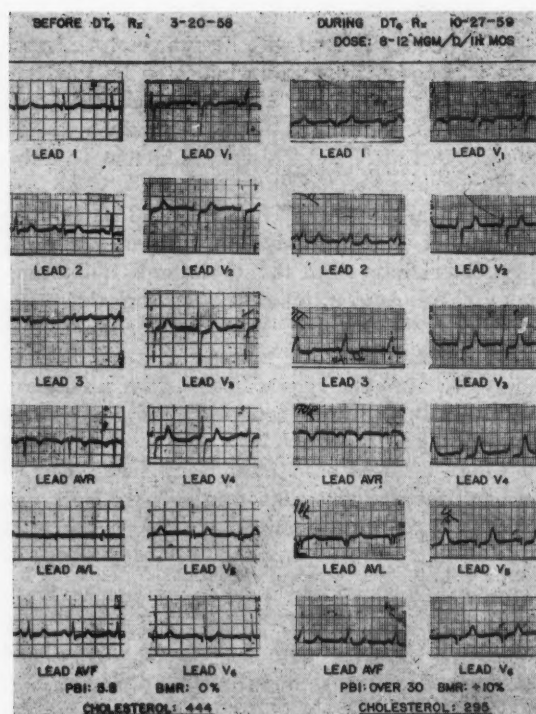 BEFORE DT₄ Rx 3-20-58 DURING DT₄ Rx 10-27-59
DOSE: 8-12 MGM/D/11½ MOS
LEAD 1 LEAD V₁ LEAD 1 LEAD V₁
LEAD 2 LEAD V₂ LEAD 2 LEAD V₂
LEAD 3 LEAD V₃ LEAD 3 LEAD V₃
LEAD AVR LEAD V₄ LEAD AVR LEAD V₄
LEAD AVL LEAD V₅ LEAD AVL LEAD V₅
LEAD AVF LEAD V₆ LEAD AVF LEAD V₆
PBI: 5.8 BMR: 0% PBI: OVER 30 BMR: +10%
CHOLESTEROL: 444 CHOLESTEROL: 295